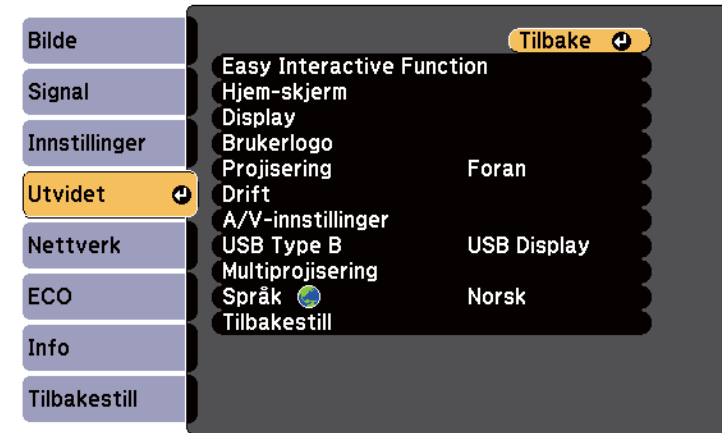 Bilde
Signal
Innstillinger
Utvidet
Nettverk
ECO
Info
Tilbakestill
Tilbake
Easy Interactive Function
Hjem-skjerm
Display
Brukerlogo
Projisering Foran
Drift
A/V-innstillinger
USB Type B USB Display
Multiprojisering
Språk Norsk
Tilbakestill